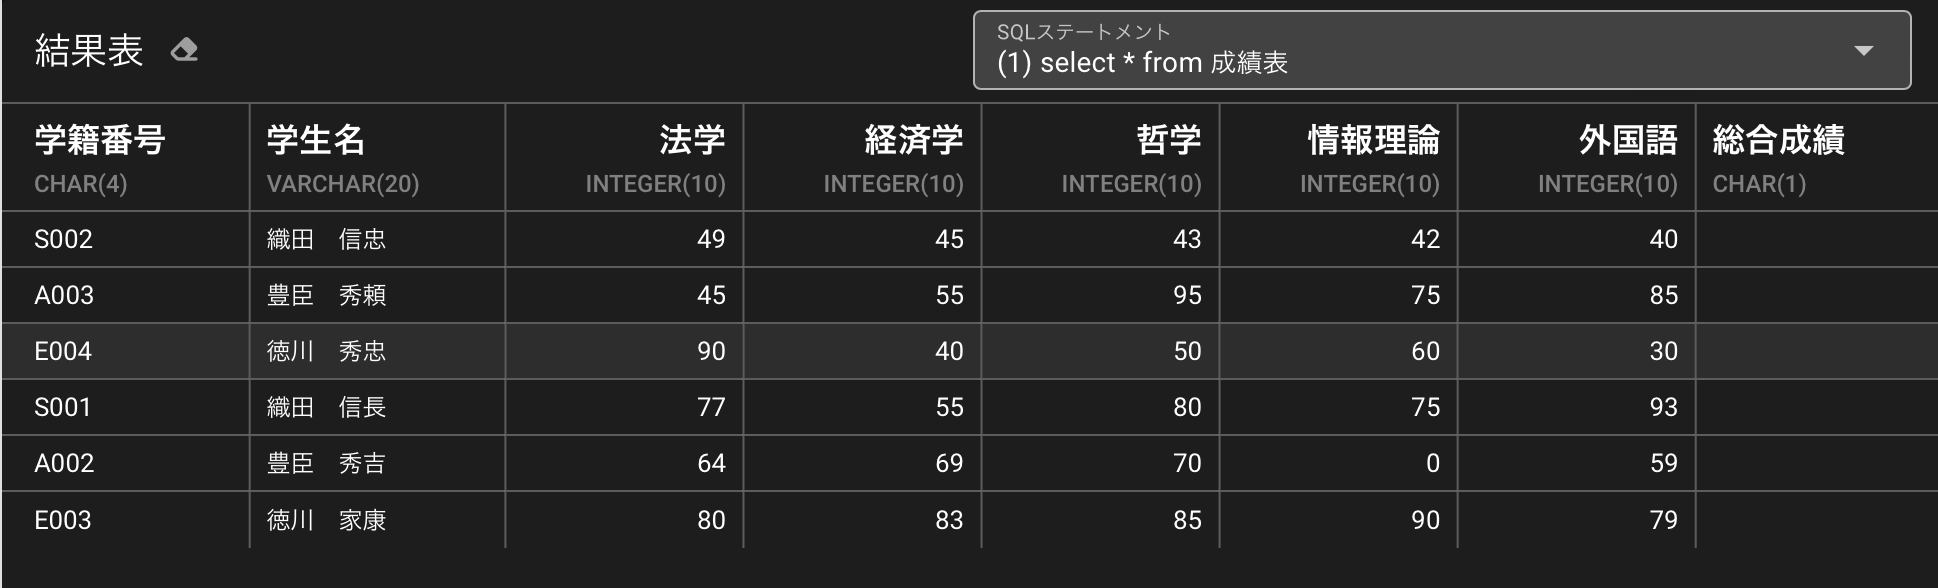 結果表
SQLステートメント
(1) select * from 成績表
学籍番号 学生名 法学 経済学 哲学 情報理論 外国語 総合成績
CHAR(4) VARCHAR(20) INTEGER(10) INTEGER(10) INTEGER(10) INTEGER(10) INTEGER(10) CHAR(1)
S002 織田　信忠 49 45 43 42 40
A003 豊臣　秀頼 45 55 95 75 85
E004 徳川　秀忠 90 40 50 60 30
S001 織田　信長 77 55 80 75 93
A002 豊臣　秀吉 64 69 70 0 59
E003 徳川　家康 80 83 85 90 79